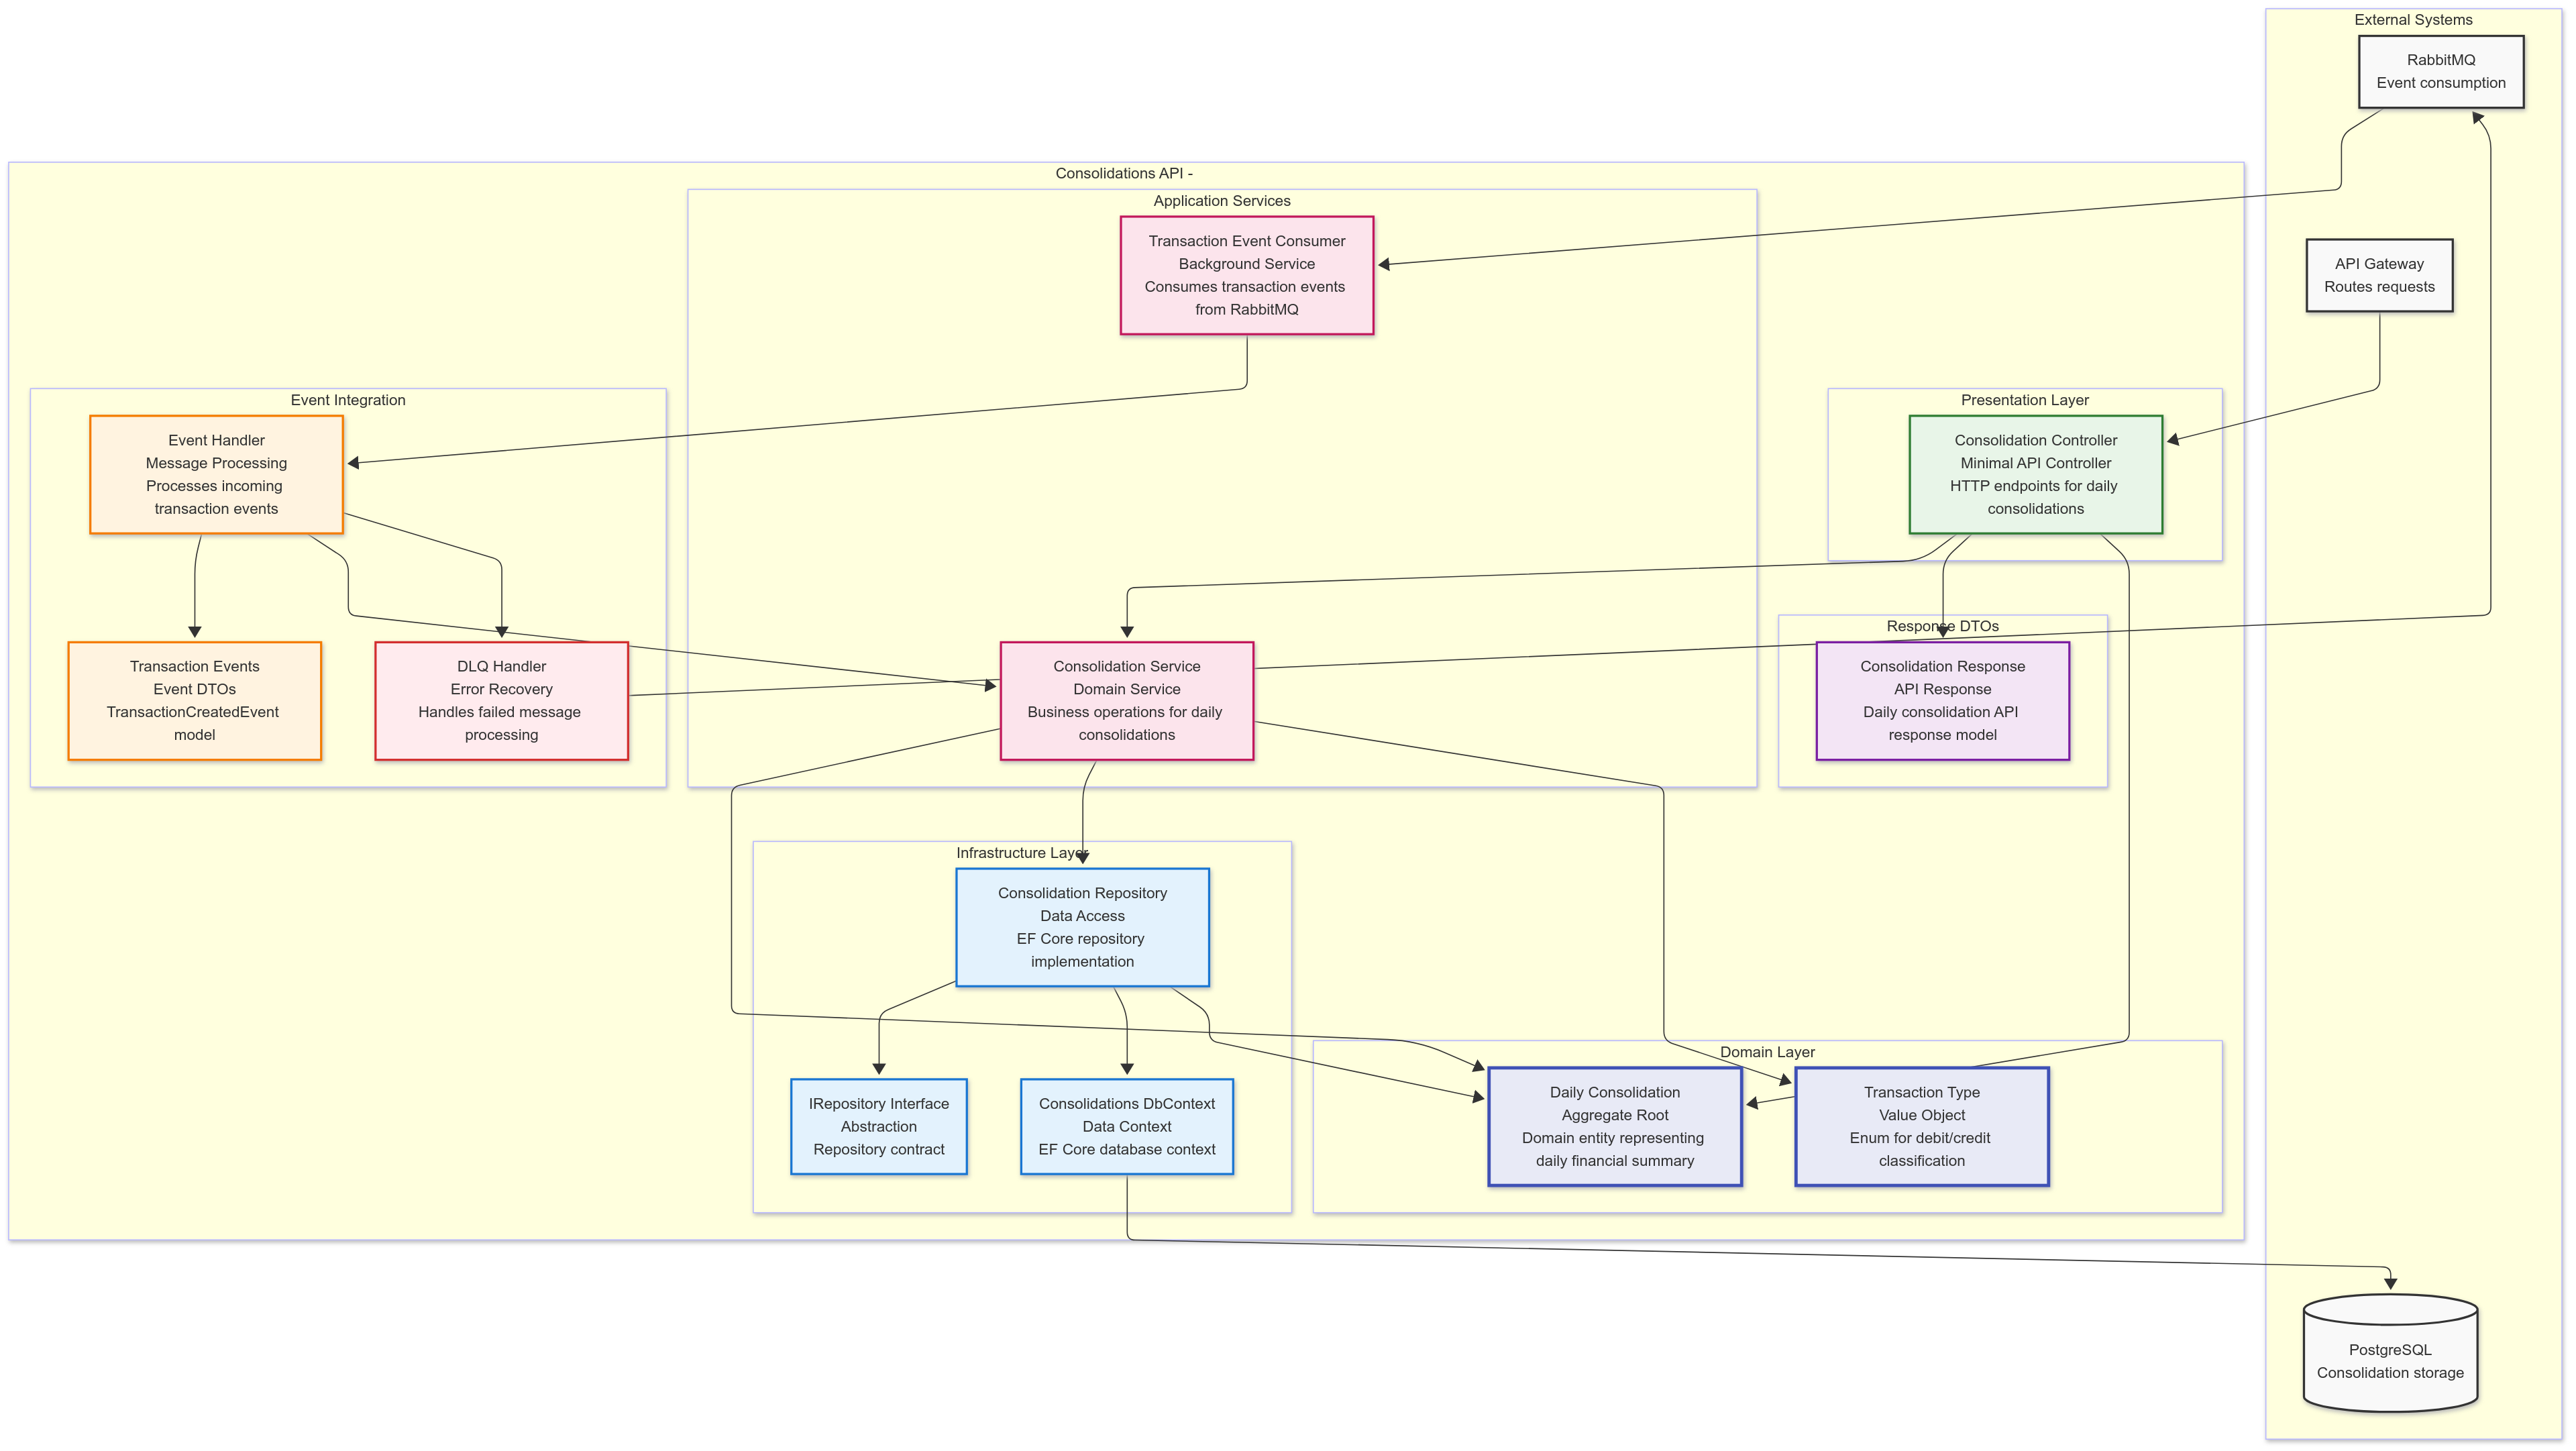 External Systems
RabbitMQ
Event consumption
Consolidations API -
Application Services
Transaction Event Consumer
Background Service
Consumes transaction events
from RabbitMQ
API Gateway
Routes requests
Event Integration
Event Handler
Message Processing
Processes incoming
transaction events
Presentation Layer
Consolidation Controller
Minimal API Controller
HTTP endpoints for daily
consolidations
Transaction Events
Event DTOs
TransactionCreatedEvent
model
DLQ Handler
Error Recovery
Handles failed message
processing
Consolidation Service
Domain Service
Business operations for daily
consolidations
Response DTOs
Consolidation Response
API Response
Daily consolidation API
response model
Infrastructure Layer
Consolidation Repository
Data Access
EF Core repository
implementation
IRepository Interface
Abstraction
Repository contract
Consolidations DbContext
Data Context
EF Core database context
Domain Layer
Daily Consolidation
Aggregate Root
Domain entity representing
daily financial summary
Transaction Type
Value Object
Enum for debit/credit
classification
PostgreSQL
Consolidation storage